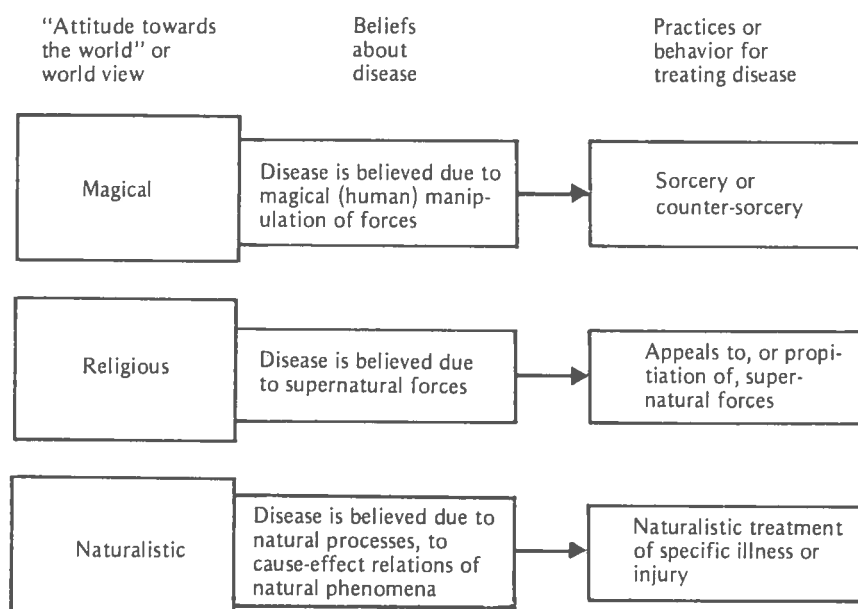 "Attitude towards
the world" or
world view
Beliefs
about
disease
Practices or
behavior for
treating disease
Magical
Disease is believed due to
magical (human) manip-
ulation of forces
Sorcery or
counter-sorcery
Religious
Disease is believed due
to supernatural forces
Appeals to, or propi-
tiation of, super-
natural forces
Naturalistic
Disease is believed due to
natural processes, to
cause-effect relations of
natural phenomena
Naturalistic treatment
of specific illness or
injury